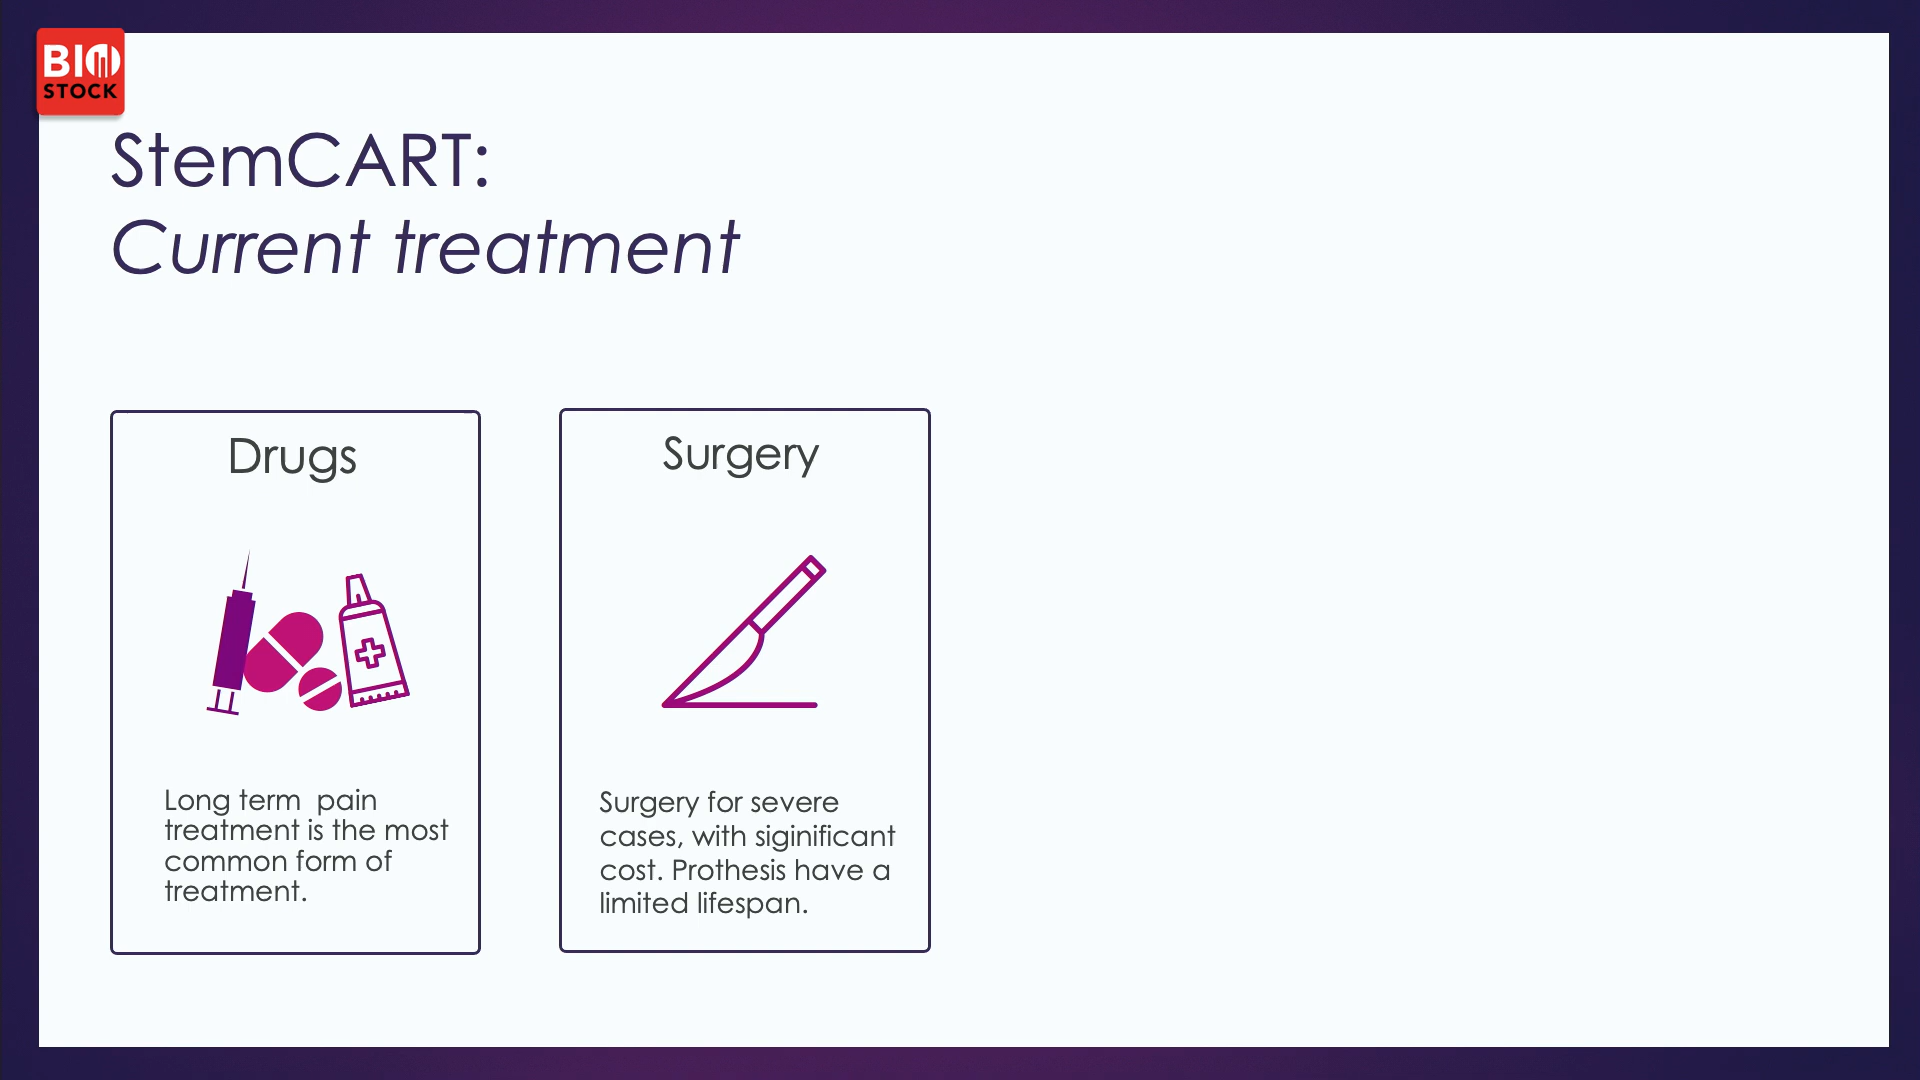 BIO
STOCK
StemCART:
Current treatment
Drugs
Long term  pain
treatment is the most
common form of
treatment.
Surgery
Surgery for severe
cases, with siginificant
cost. Prothesis have a
limited lifespan.